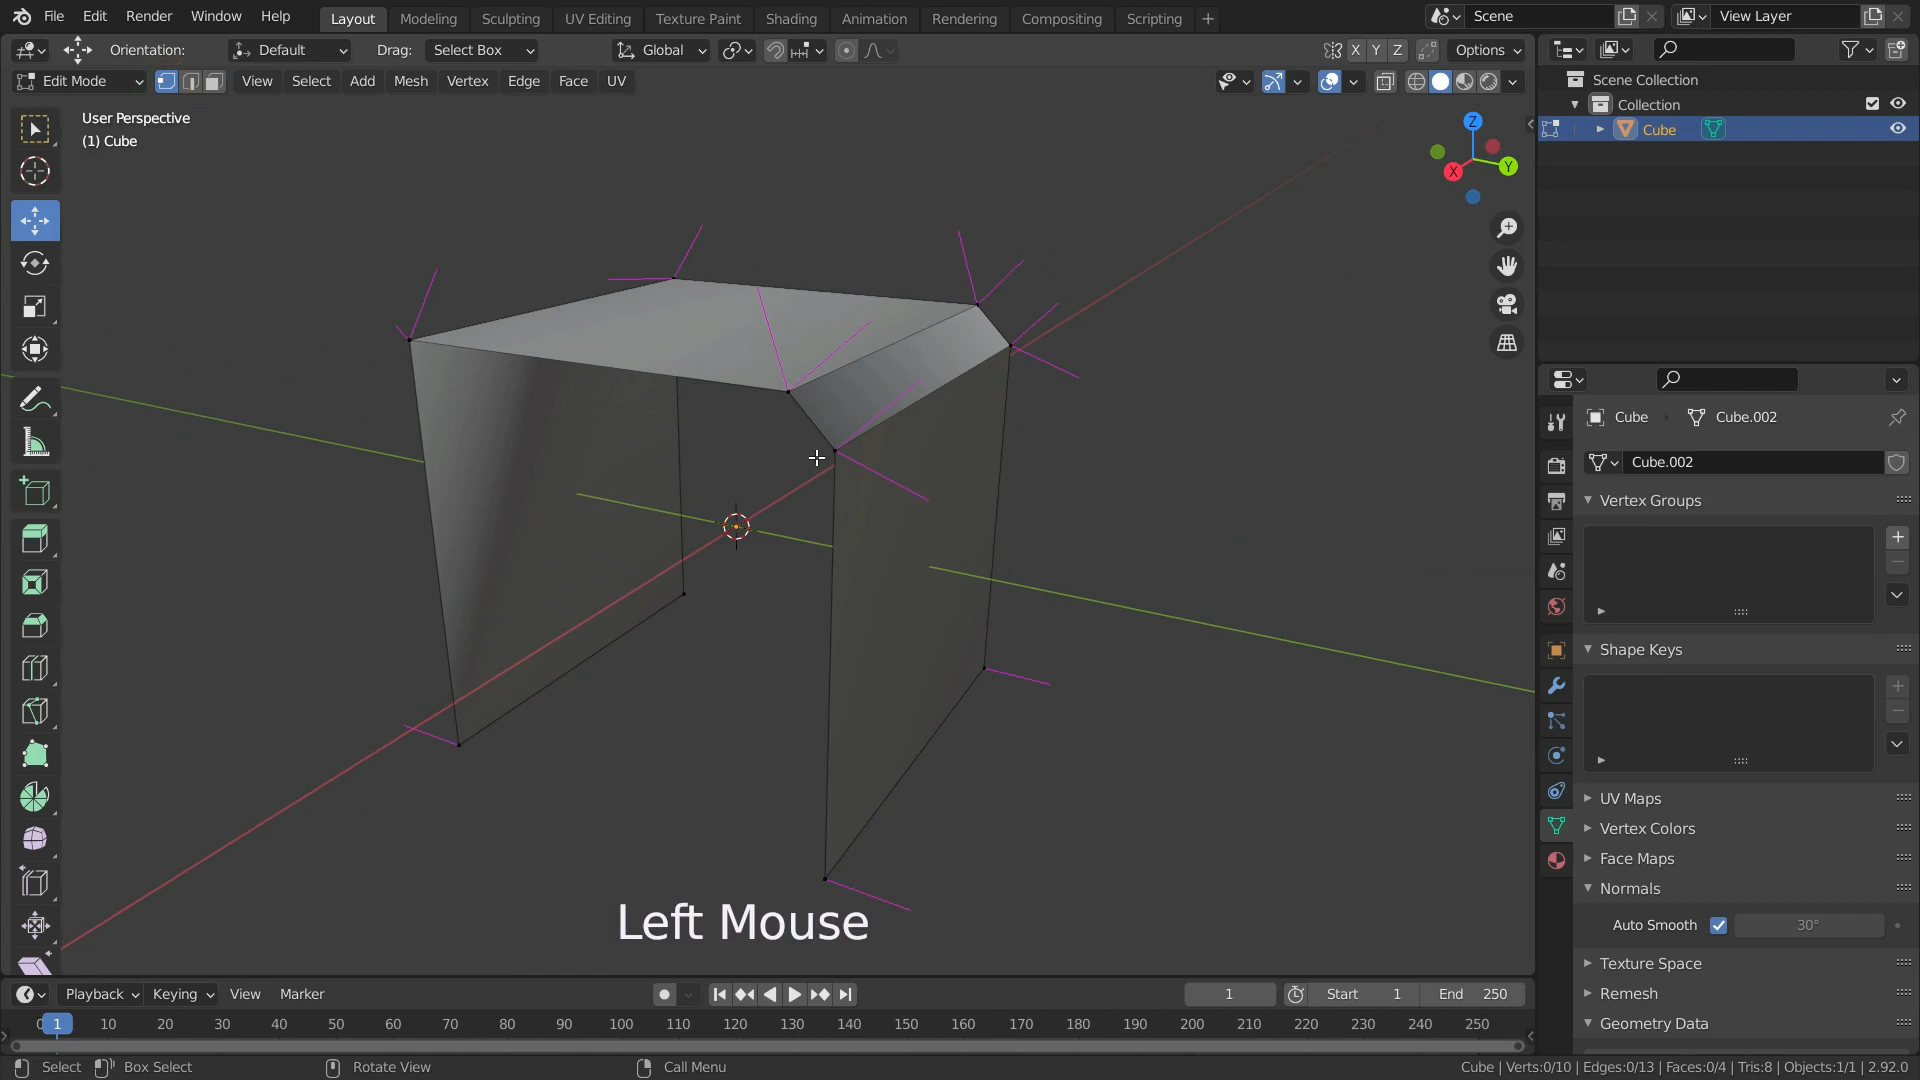 File Edit Render Window Help Layout Modeling Sculpting UV Editing Texture Paint Shading Animation Rendering Compositing Scripting + Scene View Layer
Orientation: Default Drag: Select Box Global X Y Z Options
Edit Mode View Select Add Mesh Vertex Edge Face UV
User Perspective
(1) Cube
Z
Y
X
Scene Collection
Collection
Cube
Cube Cube.002
Cube.002
Vertex Groups
Shape Keys
UV Maps
Vertex Colors
Face Maps
Normals
Auto Smooth 30°
Texture Space
Remesh
Geometry Data
Left Mouse
Playback Keying View Marker 1 Start 1 End 250
0 1 10 20 30 40 50 60 70 80 90 100 110 120 130 140 150 160 170 180 190 200 210 220 230 240 250
Select Box Select Rotate View Call Menu Cube | Verts:0/10 | Edges:0/13 | Faces:0/4 | Tris:8 | Objects:1/1 | 2.92.0